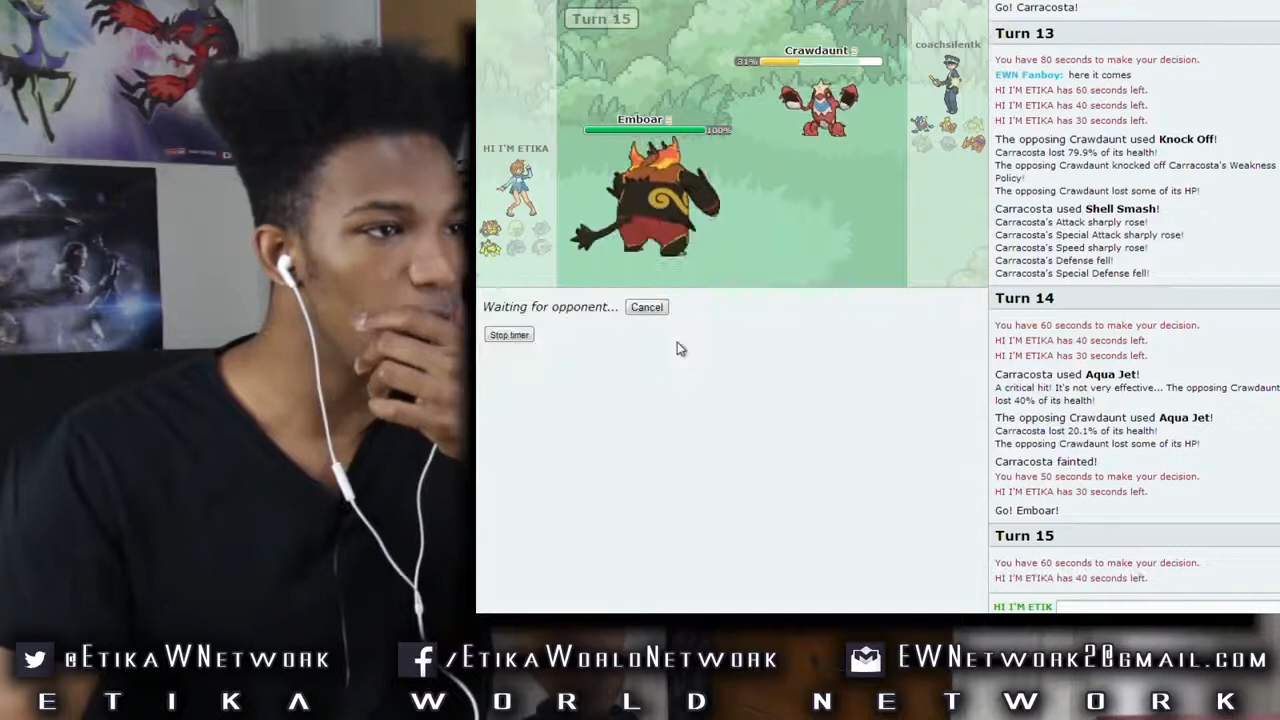 Turn 15
Crawdaunt
31%
coachsilentk
Emboar
100%
HI I'M ETIKA
Waiting for opponent... Cancel
Stop timer
Go! Carracosta!
Turn 13
You have 80 seconds to make your decision.
EWN Fanboy: here it comes
HI I'M ETIKA has 60 seconds left.
HI I'M ETIKA has 40 seconds left.
HI I'M ETIKA has 30 seconds left.
The opposing Crawdaunt used Knock Off!
Carracosta lost 79.9% of its health!
The opposing Crawdaunt knocked off Carracosta's Weakness
Policy!
The opposing Crawdaunt lost some of its HP!
Carracosta used Shell Smash!
Carracosta's Attack sharply rose!
Carracosta's Special Attack sharply rose!
Carracosta's Speed sharply rose!
Carracosta's Defense fell!
Carracosta's Special Defense fell!
Turn 14
You have 60 seconds to make your decision.
HI I'M ETIKA has 40 seconds left.
HI I'M ETIKA has 30 seconds left.
Carracosta used Aqua Jet!
A critical hit! It's not very effective... The opposing Crawdaunt
lost 40% of its health!
The opposing Crawdaunt used Aqua Jet!
Carracosta lost 20.1% of its health!
The opposing Crawdaunt lost some of its HP!
Carracosta fainted!
You have 50 seconds to make your decision.
HI I'M ETIKA has 30 seconds left.
Go! Emboar!
Turn 15
You have 60 seconds to make your decision.
HI I'M ETIKA has 40 seconds left.
HI I'M ETIK
@EtikaWNetwork
/EtikaWorldNetwork
EWNetwork2@gmail.com
ETIKA WORLD NETWORK